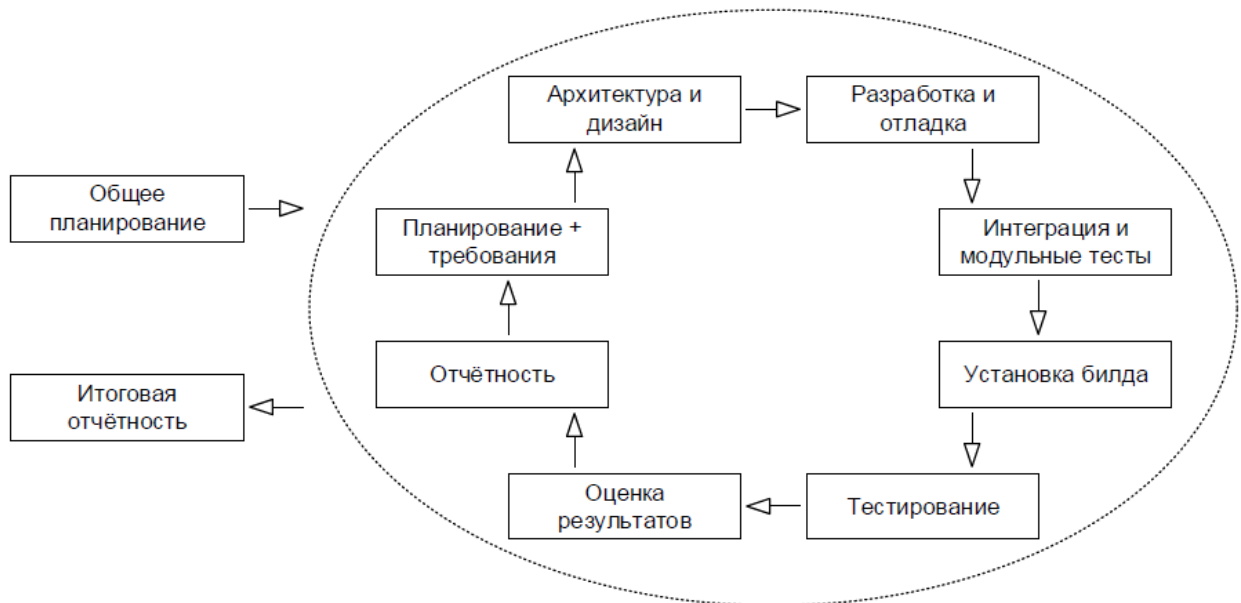 Архитектура и
дизайн
Разработка и
отладка
Общее
планирование
Планирование +
требования
Интеграция и
модульные тесты
Отчётность
Установка билда
Итоговая
отчётность
Оценка
результатов
Тестирование